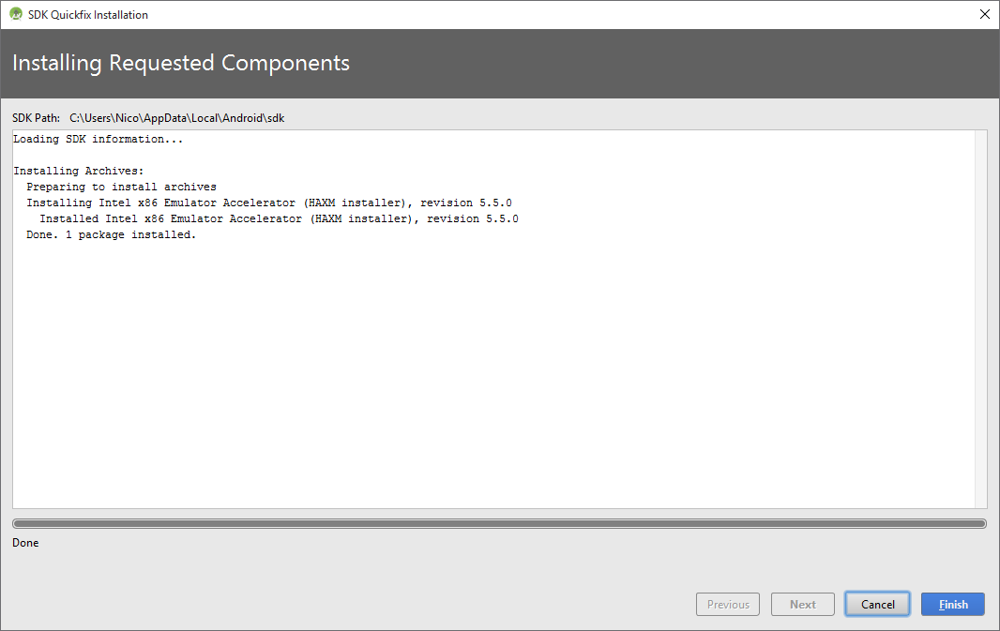 SDK Quickfix Installation
Installing Requested Components
SDK Path: C:\Users\Nico\AppData\Local\Android\sdk
Loading SDK information...
Installing Archives:
Preparing to install archives
Installing Intel x86 Emulator Accelerator (HAXM installer), revision 5.5.0
Installed Intel x86 Emulator Accelerator (HAXM installer), revision 5.5.0
Done. 1 package installed.
Done
Previous Next Cancel Finish